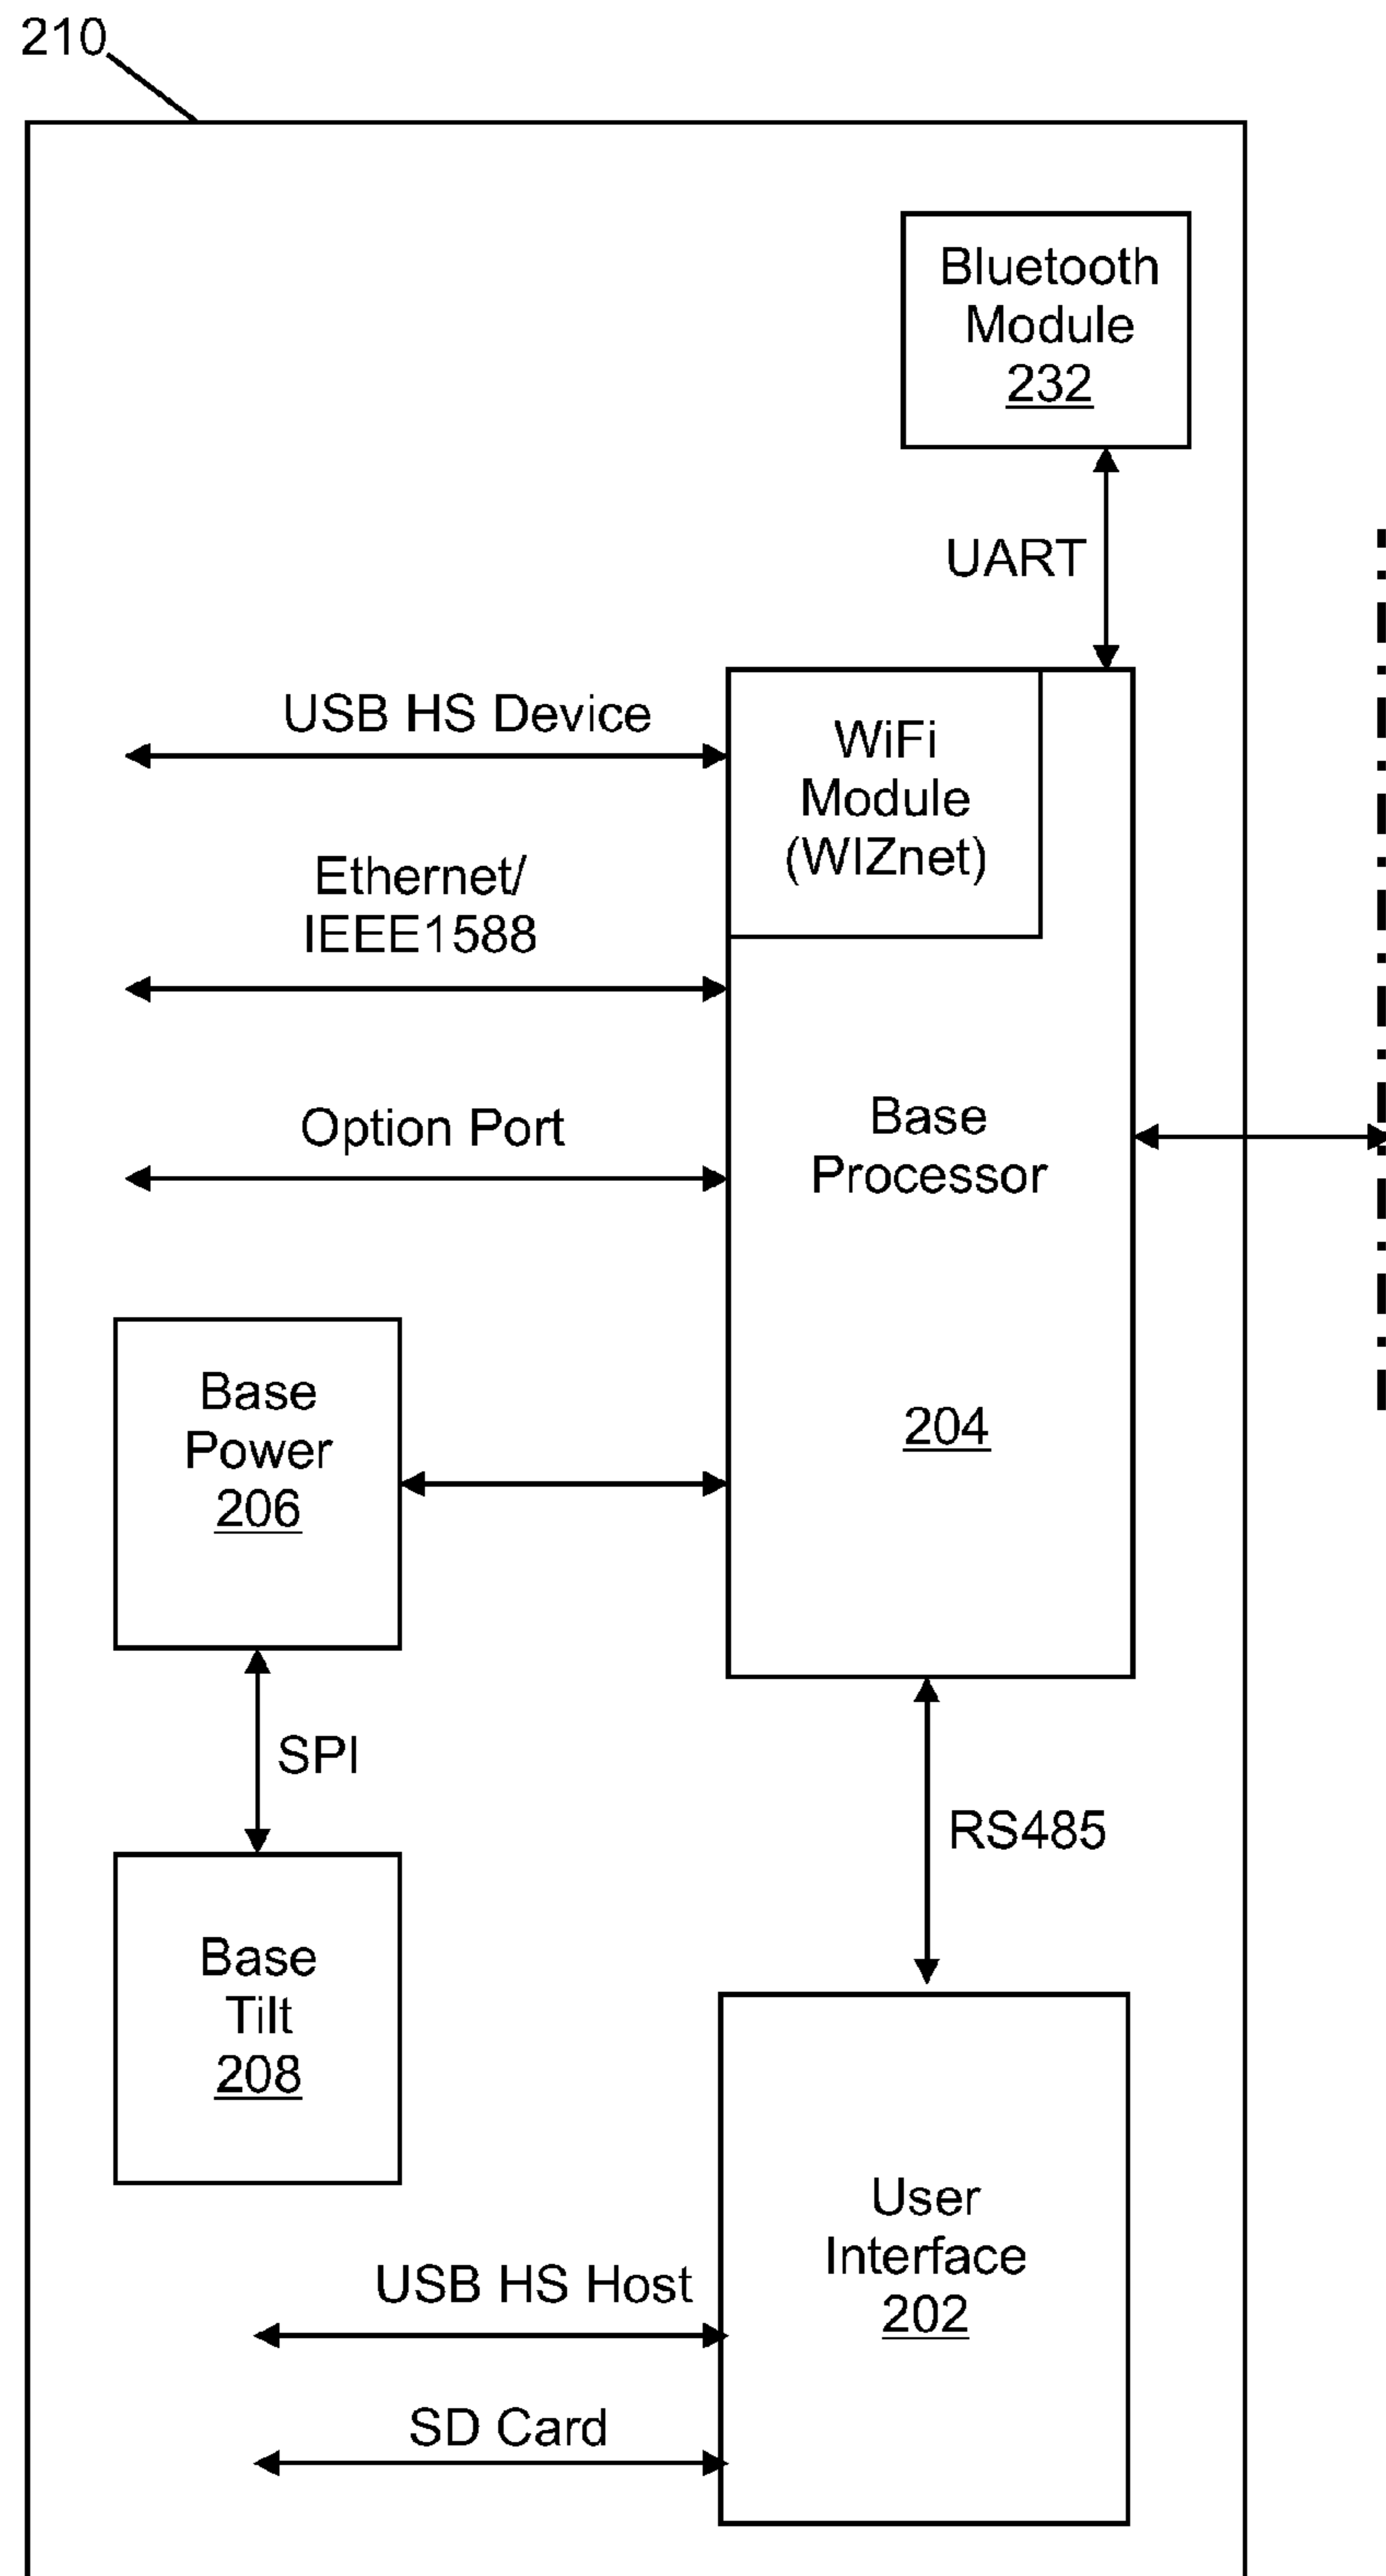 210
Bluetooth
Module
232
UART
USB HS Device
WiFi
Module
(WIZnet)
Ethernet/
IEEE1588
Option Port
Base
Processor
204
Base
Power
206
SPI
RS485
Base
Tilt
208
User
Interface
202
USB HS Host
SD Card